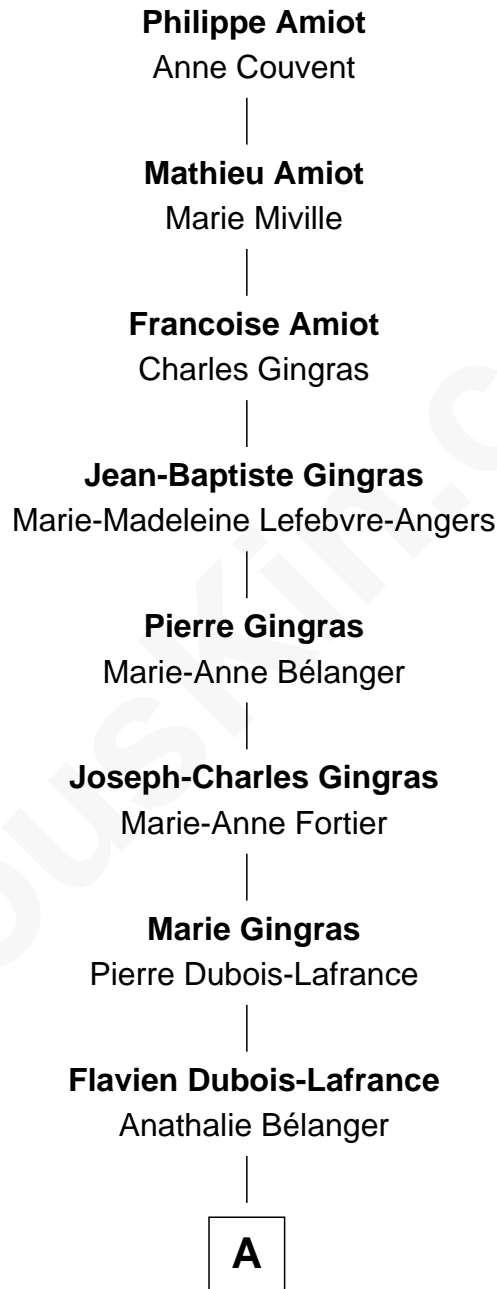 Philippe Amiot
Anne Couvent
Mathieu Amiot
Marie Miville
Francoise Amiot
Charles Gingras
Jean-Baptiste Gingras
Marie-Madeleine Lefebvre-Angers
Pierre Gingras
Marie-Anne Bélanger
Joseph-Charles Gingras
Marie-Anne Fortier
Marie Gingras
Pierre Dubois-Lafrance
Flavien Dubois-Lafrance
Anathalie Bélanger
A